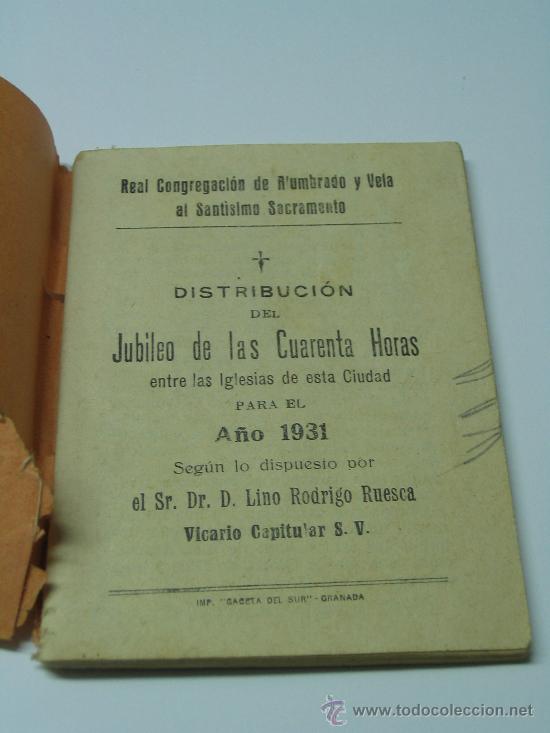 Real Congregación de A'umbrado y Vela
al Santísimo Sacramento
DISTRIBUCIÓN
DEL
Jubileo de las Cuarenta Horas
entre las Iglesias de esta Ciudad
PARA EL
Año 1931
Según lo dispuesto por
el Sr. Dr. D. Lino Rodrigo Ruesca
Vicario Capitular S. V.
IMP. "GACETA DEL SUR" - GRANADA
todocoleccion
www.todocoleccion.net